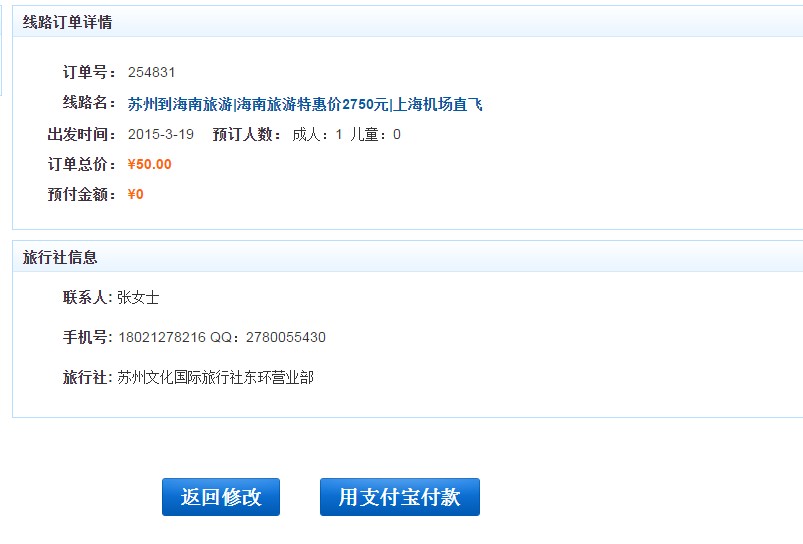 线路订单详情
订单号： 254831
线路名： 苏州到海南旅游|海南旅游特惠价2750元|上海机场直飞
出发时间： 2015-3-19 预订人数： 成人：1 儿童：0
订单总价： ¥50.00
预付金额： ¥0
旅行社信息
联系人: 张女士
手机号: 18021278216 QQ：2780055430
旅行社: 苏州文化国际旅行社东环营业部
返回修改 用支付宝付款